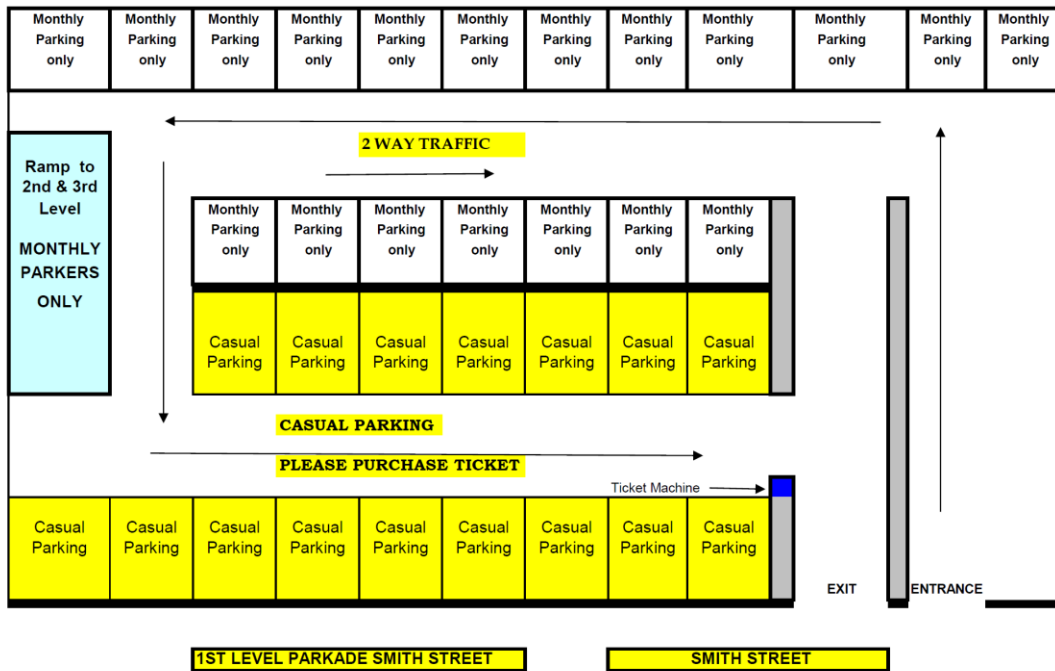 Monthly Monthly Monthly Monthly Monthly Monthly Monthly Monthly Monthly Monthly Monthly Monthly
Parking Parking Parking Parking Parking Parking Parking Parking Parking Parking Parking Parking
only only only only only only only only only only only only
2 WAY TRAFFIC
Ramp to
2nd & 3rd
Level
MONTHLY
PARKERS
ONLY
Monthly Monthly Monthly Monthly Monthly Monthly Monthly
Parking Parking Parking Parking Parking Parking Parking
only only only only only only only
Casual Casual Casual Casual Casual Casual Casual
Parking Parking Parking Parking Parking Parking Parking
CASUAL PARKING
PLEASE PURCHASE TICKET
Ticket Machine
Casual Casual Casual Casual Casual Casual Casual Casual Casual
Parking Parking Parking Parking Parking Parking Parking Parking Parking
EXIT ENTRANCE
1ST LEVEL PARKADE SMITH STREET SMITH STREET